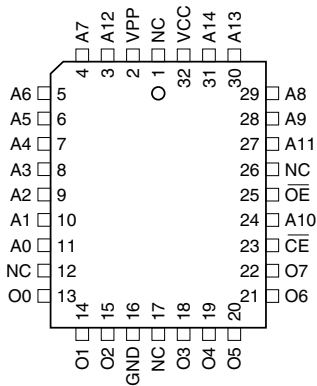 A7 A12 VPP NC VCC A14 A13
4 3 2 1 32 31 30
A6 5 29 A8
A5 6 28 A9
A4 7 27 A11
A3 8 26 NC
A2 9 25 OE
A1 10 24 A10
A0 11 23 CE
NC 12 22 O7
O0 13 21 O6
14 15 16 17 18 19 20
O1 O2 GND NC O3 O4 O5